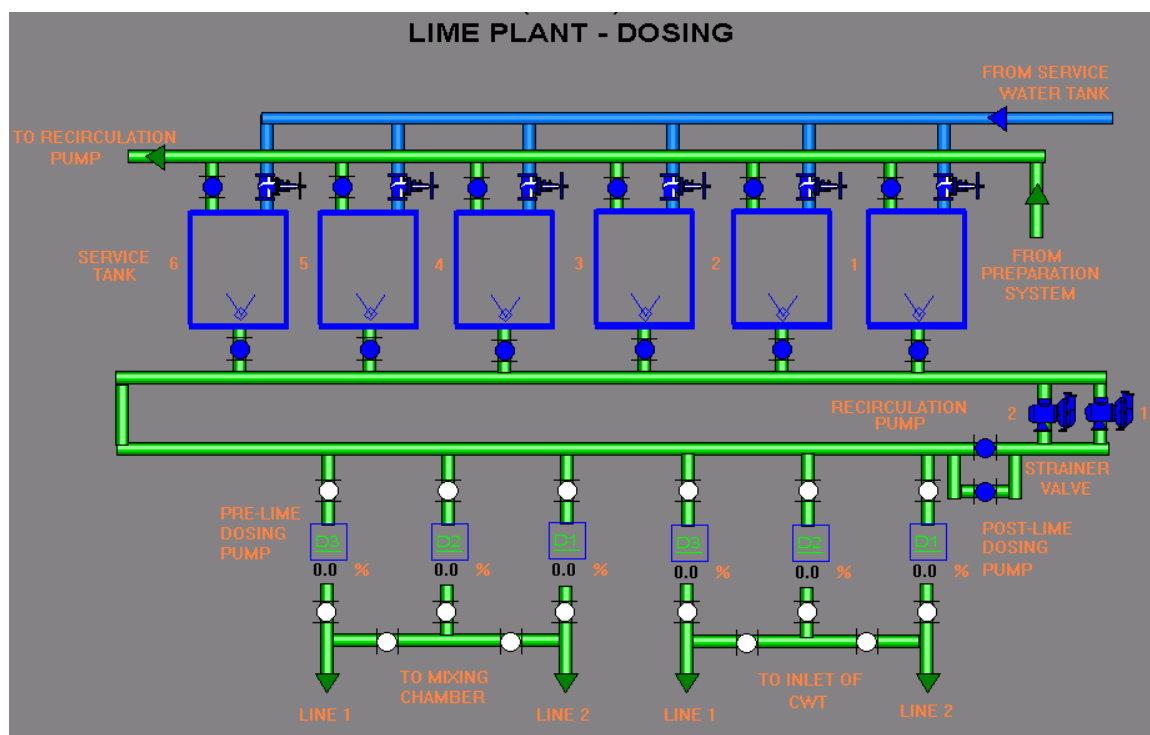 LIME PLANT - DOSING
FROM SERVICE
WATER TANK
TO RECIRCULATION
PUMP
SERVICE
TANK
6
5
4
3
2
1
FROM
PREPARATION
SYSTEM
RECIRCULATION
PUMP
2
1
STRAINER
VALVE
PRE-LIME
DOSING
PUMP
D3
D2
D1
D3
D2
D1
POST-LIME
DOSING
PUMP
0.0 %
0.0 %
0.0 %
0.0 %
0.0 %
0.0 %
TO MIXING
CHAMBER
TO INLET OF
CWT
LINE 1
LINE 2
LINE 1
LINE 2